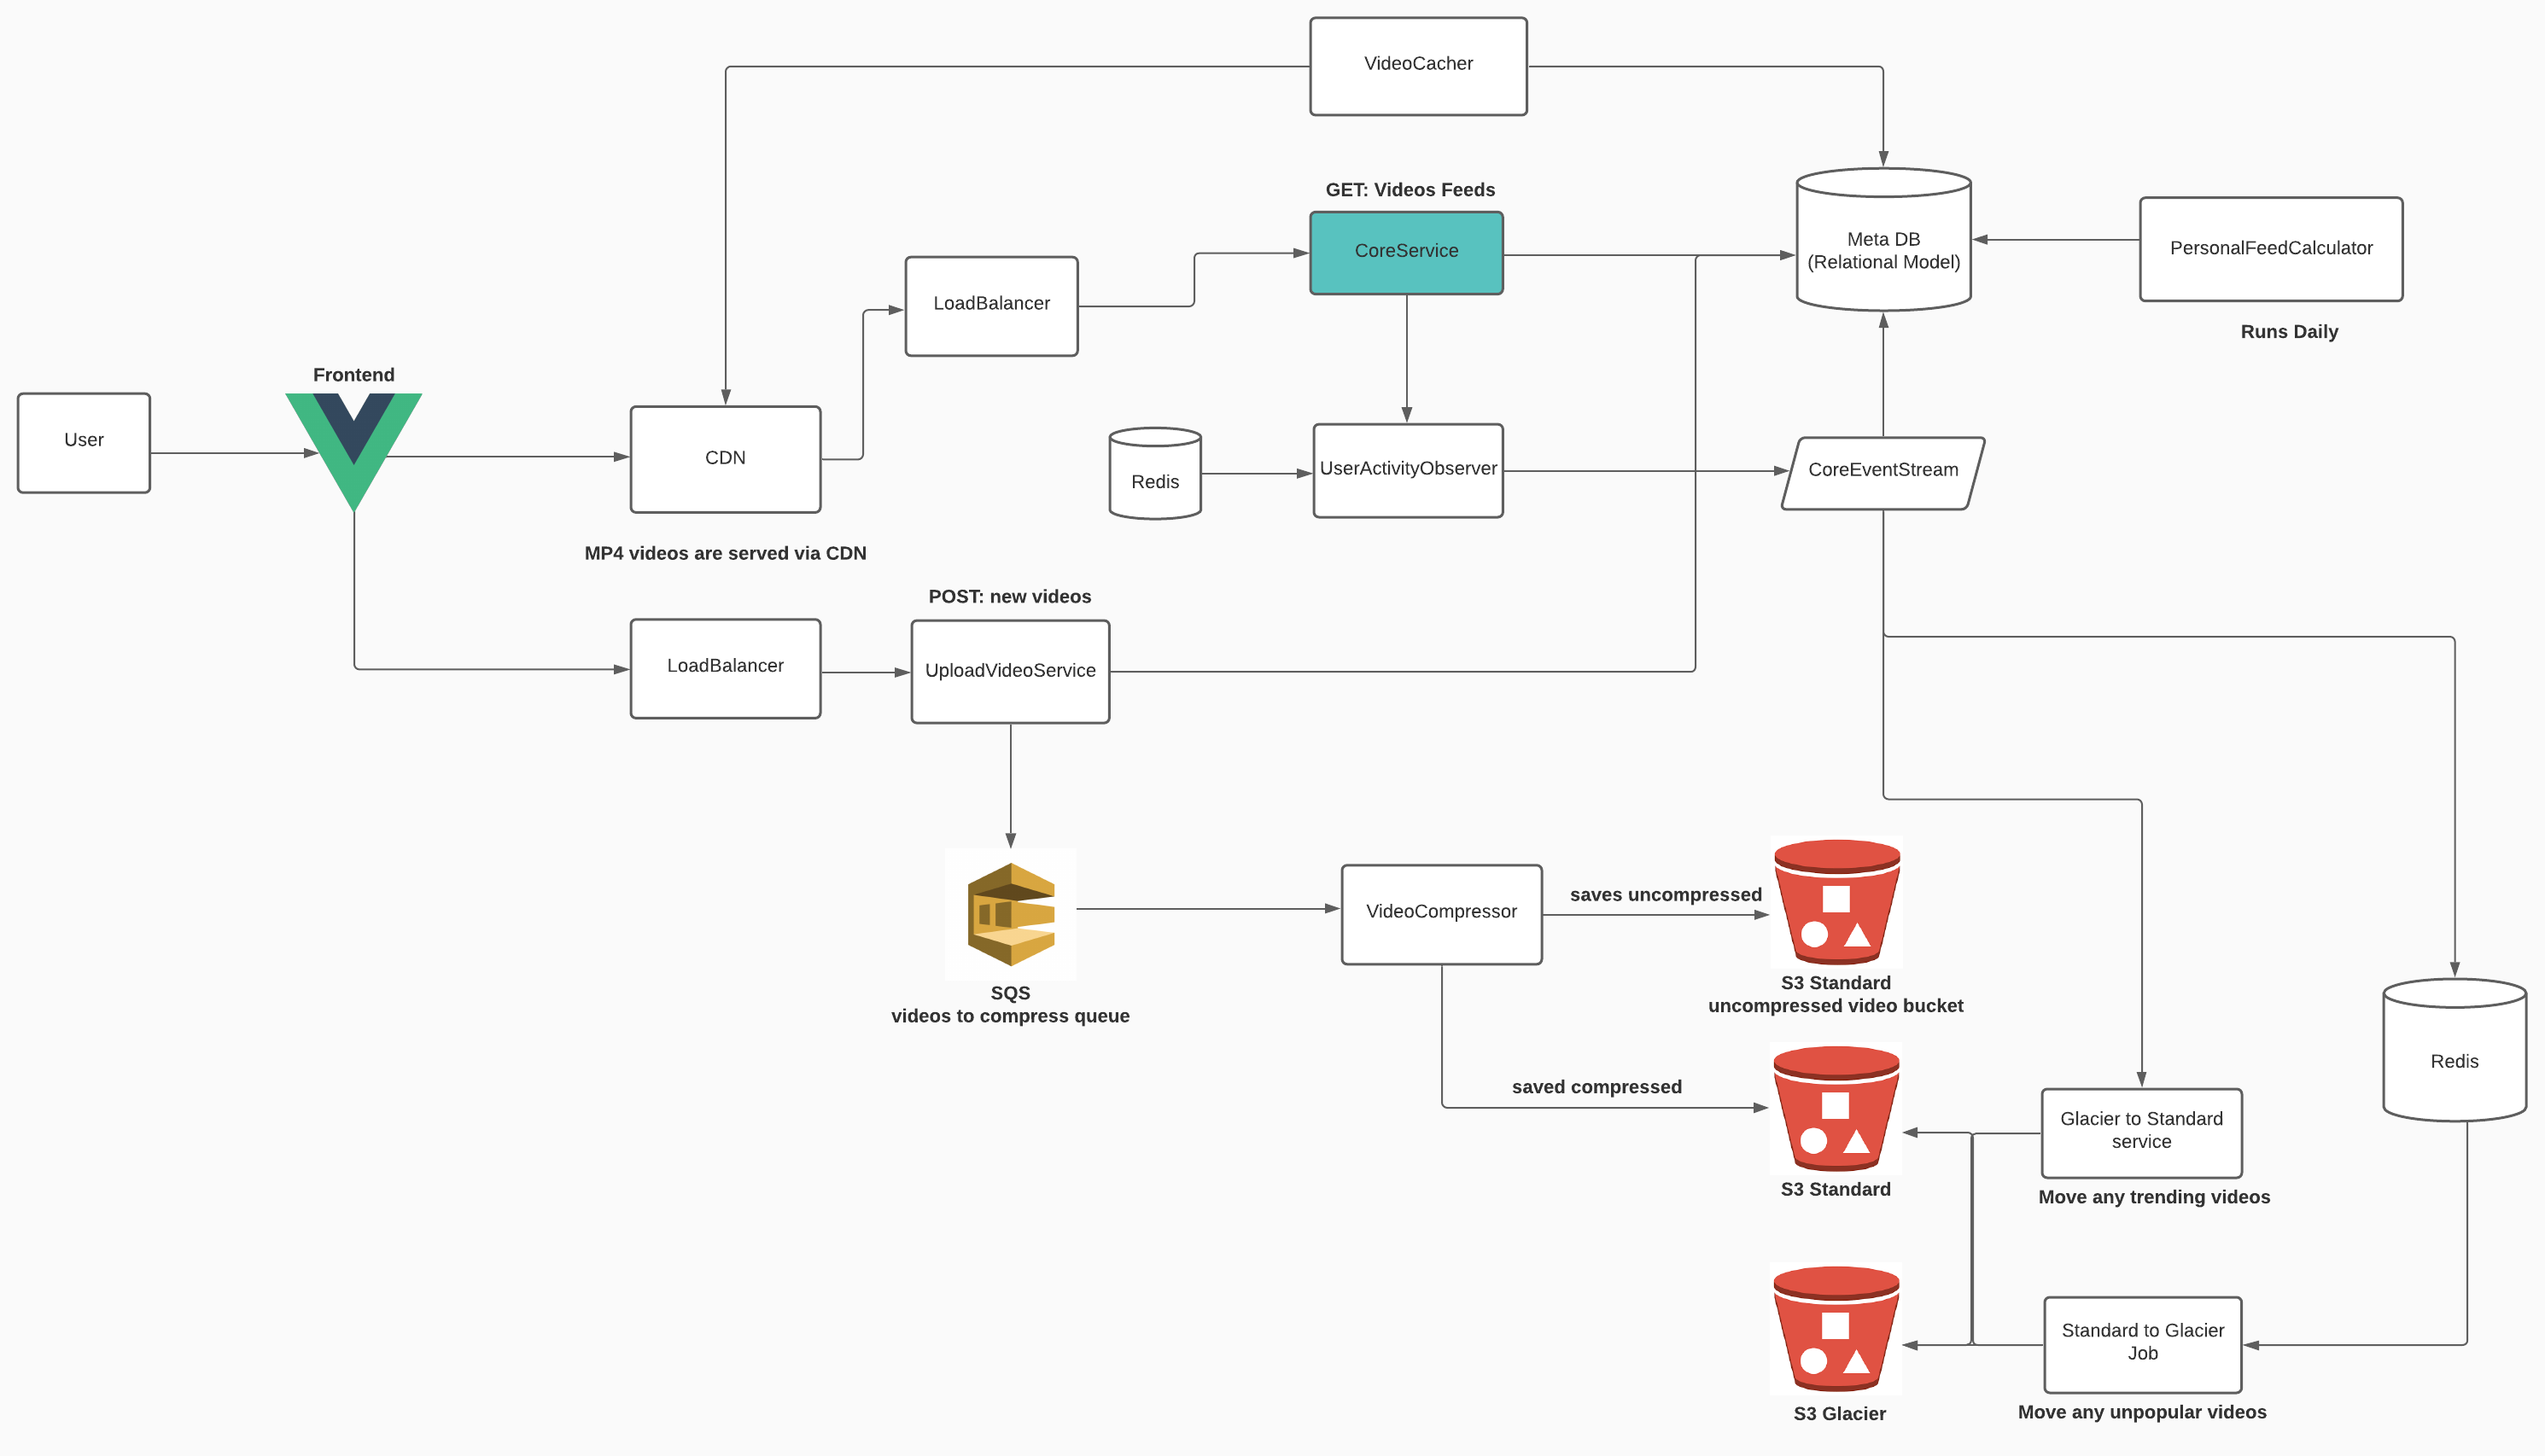 VideoCacher
GET: Videos Feeds
CoreService
Meta DB
(Relational Model)
PersonalFeedCalculator
Runs Daily
LoadBalancer
Frontend
User
CDN
MP4 videos are served via CDN
Redis
UserActivityObserver
CoreEventStream
POST: new videos
LoadBalancer
UploadVideoService
SQS
videos to compress queue
VideoCompressor
saves uncompressed
S3 Standard
uncompressed video bucket
saved compressed
S3 Standard
Glacier to Standard
service
Move any trending videos
Redis
S3 Glacier
Standard to Glacier
Job
Move any unpopular videos